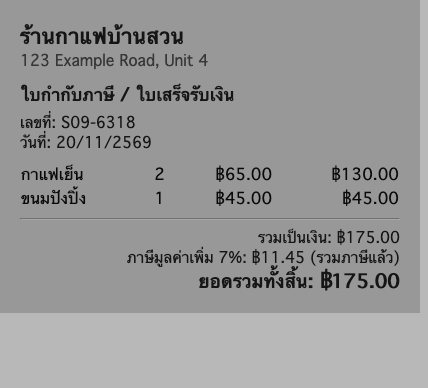 ร้านกาแฟบ้านสวน
123 Example Road, Unit 4
ใบกำกับภาษี / ใบเสร็จรับเงิน
เลขที่: S09-6318
วันที่: 20/11/2569
กาแฟเย็น 2 ฿65.00 ฿130.00
ขนมปังปิ้ง 1 ฿45.00 ฿45.00
รวมเป็นเงิน: ฿175.00
ภาษีมูลค่าเพิ่ม 7%: ฿11.45 (รวมภาษีแล้ว)
ยอดรวมทั้งสิ้น: ฿175.00